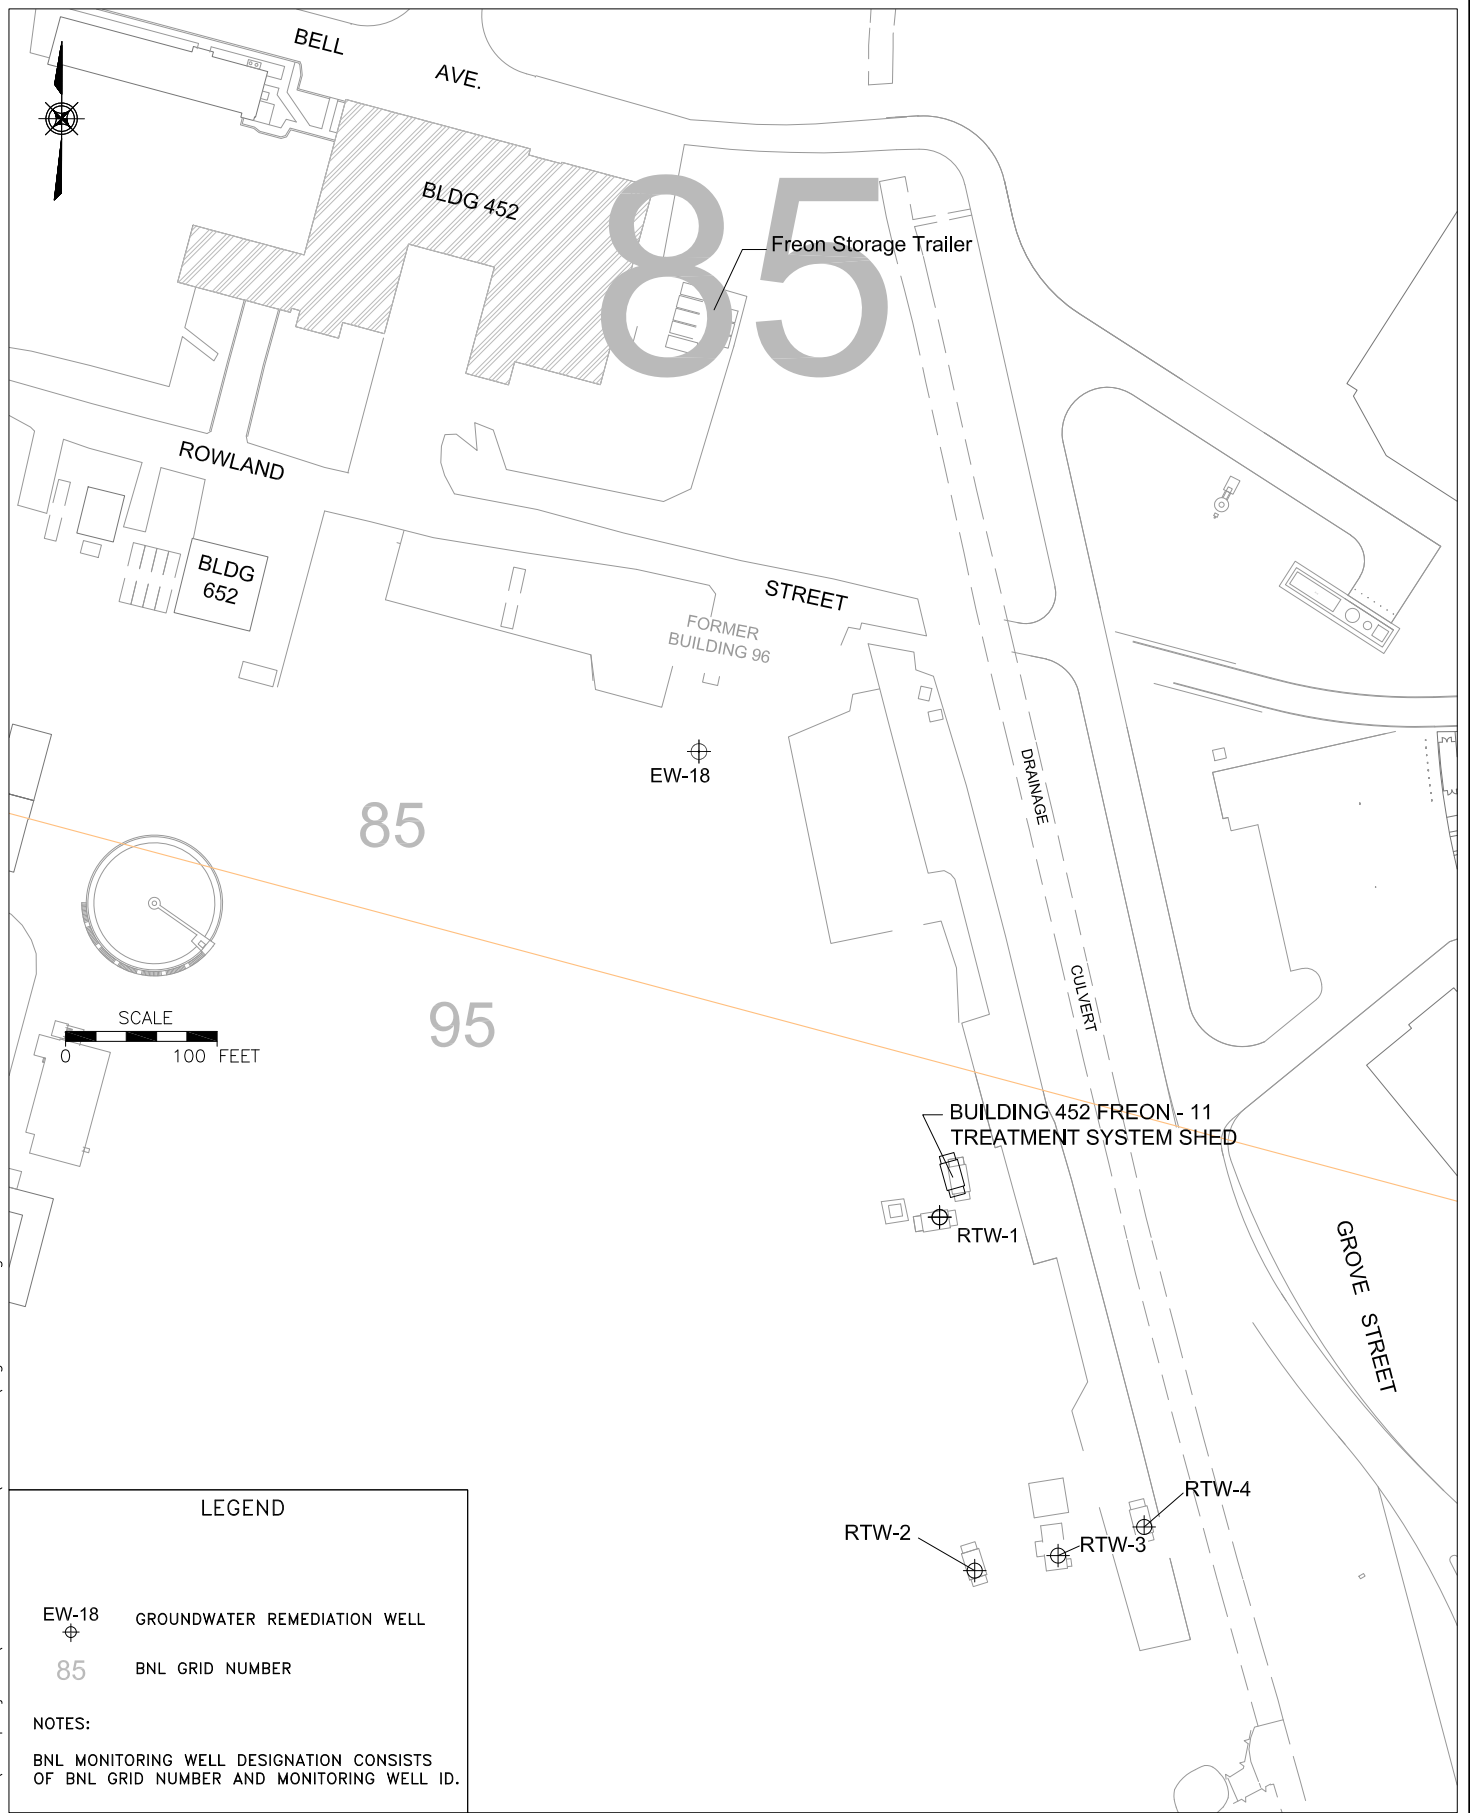 BELL
AVE.
BLDG 452
85
Freon Storage Trailer
ROWLAND
BLDG
652
STREET
FORMER
BUILDING 96
EW-18
DRAINAGE
85
CULVERT
95
SCALE
0 100 FEET
BUILDING 452 FREON - 11
TREATMENT SYSTEM SHED
RTW-1
GROVE STREET
RTW-4
RTW-2
RTW-3
LEGEND
EW-18 GROUNDWATER REMEDIATION WELL
85 BNL GRID NUMBER
NOTES:
BNL MONITORING WELL DESIGNATION CONSISTS
OF BNL GRID NUMBER AND MONITORING WELL ID.